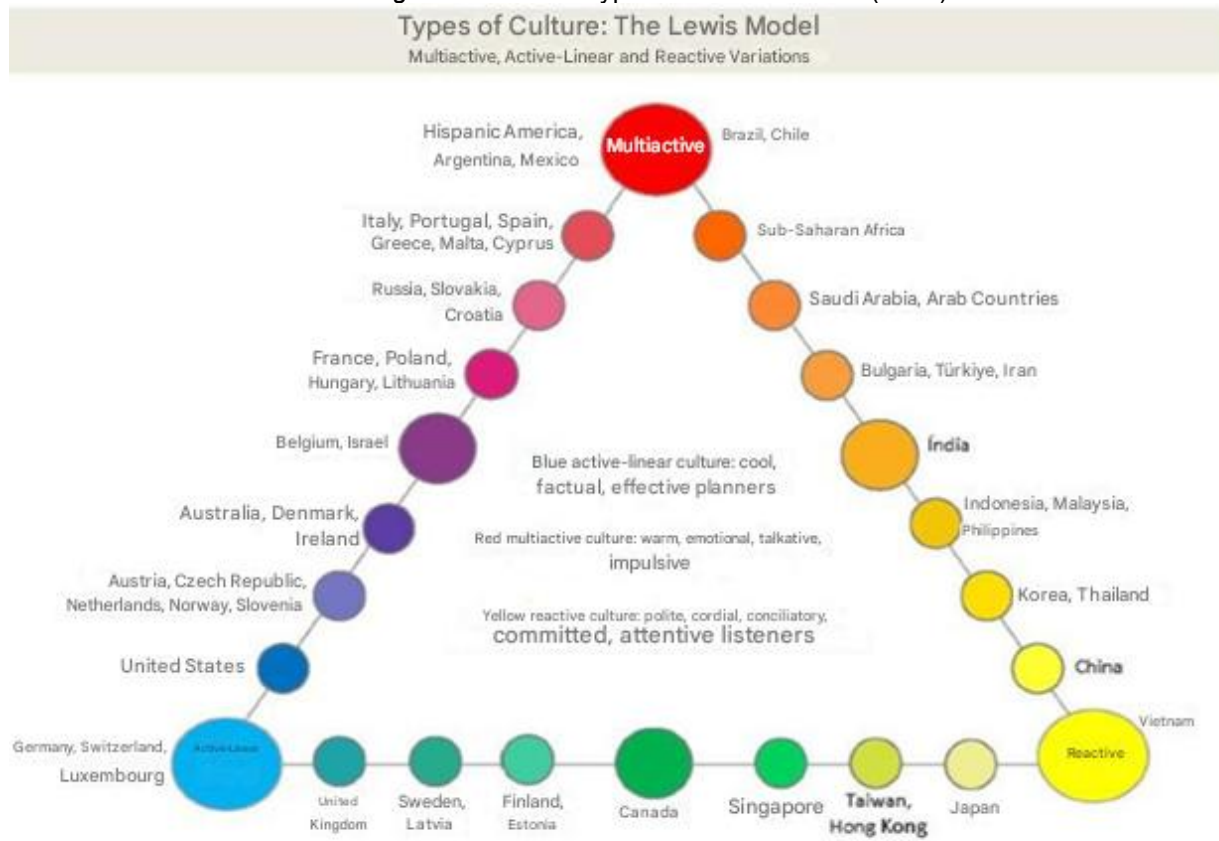 Types of Culture: The Lewis Model
Multiactive, Active-Linear and Reactive Variations
Hispanic America,
Argentina, Mexico
Multiactive
Brazil, Chile
Italy, Portugal, Spain,
Greece, Malta, Cyprus
Sub-Saharan Africa
Russia, Slovakia,
Croatia
Saudi Arabia, Arab Countries
France, Poland,
Hungary, Lithuania
Bulgaria, Türkiye, Iran
Belgium, Israel
Índia
Blue active-linear culture: cool,
factual, effective planners
Australia, Denmark,
Ireland
Indonesia, Malaysia,
Philippines
Red multiactive culture: warm, emotional, talkative,
impulsive
Austria, Czech Republic,
Netherlands, Norway, Slovenia
Korea, Thailand
Yellow reactive culture: polite, cordial, conciliatory,
committed, attentive listeners
United States
China
Germany, Switzerland,
Luxembourg
Vietnam
Reactive
United
Kingdom
Sweden,
Latvia
Finland,
Estonia
Canada
Singapore
Taiwan,
Hong Kong
Japan